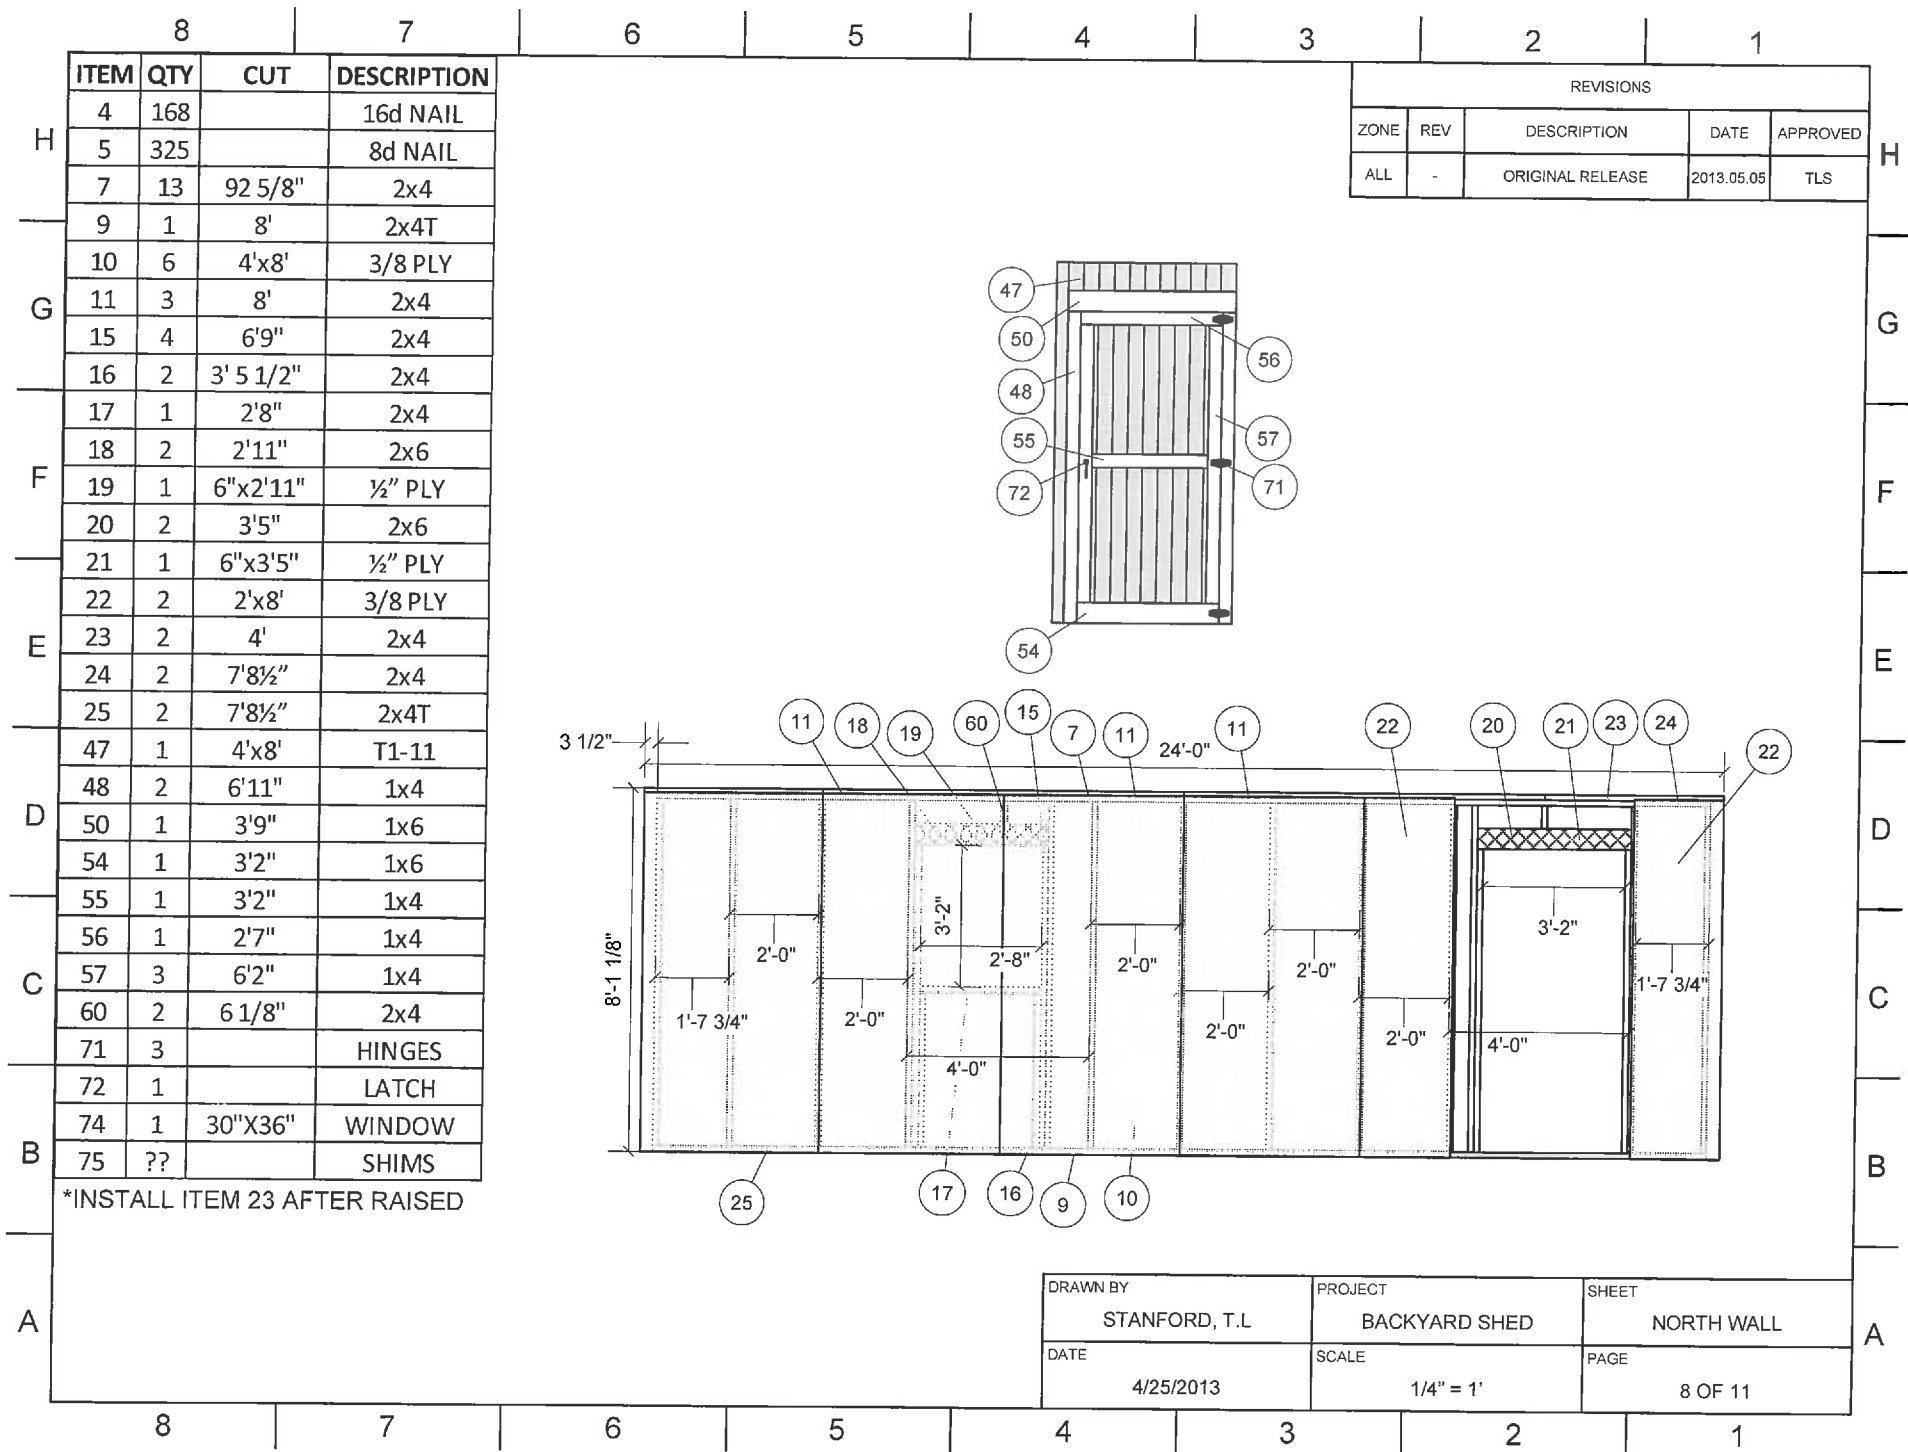 8 7 6 5 4 3 2 1
H
G
F
E
D
C
B
A
ITEM QTY CUT DESCRIPTION
4 168 16d NAIL
5 325 8d NAIL
7 13 92 5/8" 2x4
9 1 8' 2x4T
10 6 4'x8' 3/8 PLY
11 3 8' 2x4
15 4 6'9" 2x4
16 2 3' 5 1/2" 2x4
17 1 2'8" 2x4
18 2 2'11" 2x6
19 1 6"x2'11" ½” PLY
20 2 3'5" 2x6
21 1 6"x3'5" ½” PLY
22 2 2'x8' 3/8 PLY
23 2 4' 2x4
24 2 7'8½” 2x4
25 2 7'8½” 2x4T
47 1 4'x8' T1-11
48 2 6'11" 1x4
50 1 3'9" 1x6
54 1 3'2" 1x6
55 1 3'2" 1x4
56 1 2'7" 1x4
57 3 6'2" 1x4
60 2 6 1/8" 2x4
71 3 HINGES
72 1 LATCH
74 1 30"X36" WINDOW
75 ?? SHIMS
*INSTALL ITEM 23 AFTER RAISED
REVISIONS
ZONE REV DESCRIPTION DATE APPROVED
ALL - ORIGINAL RELEASE 2013.05.05 TLS
H
G
F
E
D
C
B
A
47
50
56
48
57
55
72
71
54
11 18 19 60 15 7 11 11 22 20 21 23 24 22
3 1/2"
24'-0"
8'-1 1/8"
3'-2"
3'-2"
2'-0"
2'-8"
2'-0"
2'-0"
1'-7 3/4"
1'-7 3/4"
2'-0"
2'-0"
2'-0"
4'-0"
4'-0"
25 17 16 9 10
DRAWN BY
STANFORD, T.L
PROJECT
BACKYARD SHED
SHEET
NORTH WALL
DATE
4/25/2013
SCALE
1/4” = 1'
PAGE
8 OF 11
8 7 6 5 4 3 2 1